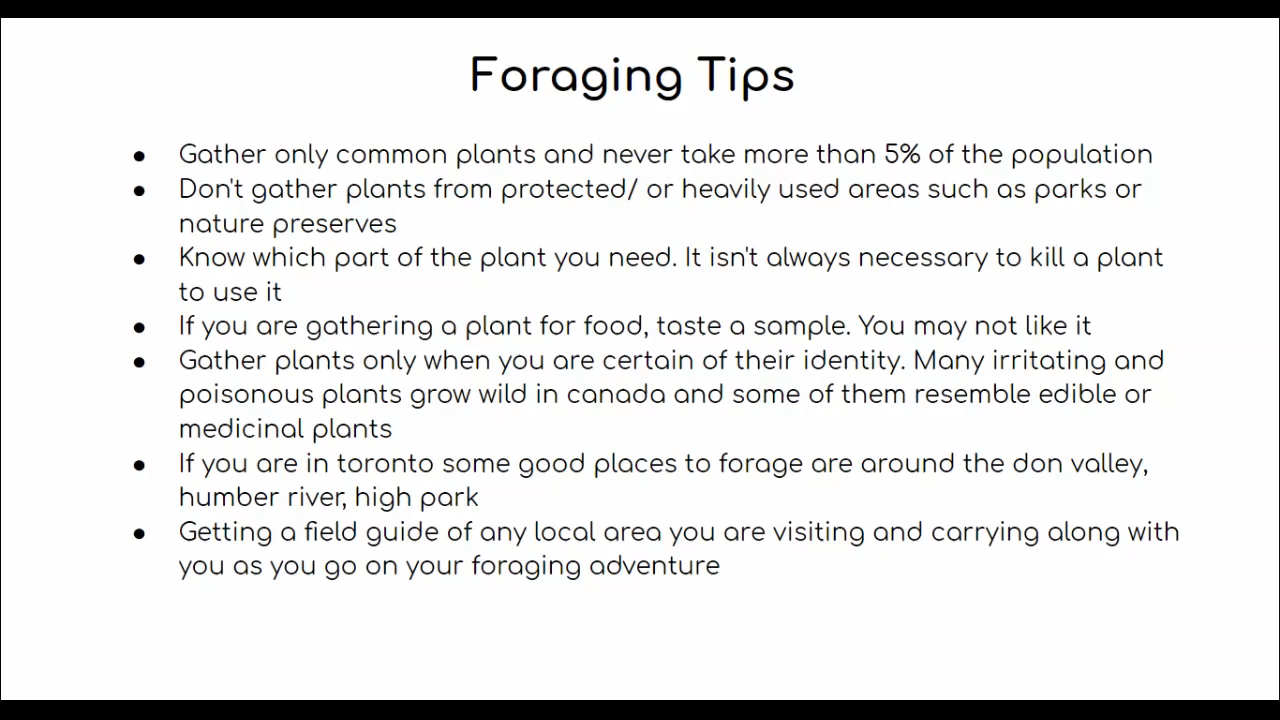 Foraging Tips
● Gather only common plants and never take more than 5% of the population
● Don't gather plants from protected/ or heavily used areas such as parks or
nature preserves
● Know which part of the plant you need. It isn't always necessary to kill a plant
to use it
● If you are gathering a plant for food, taste a sample. You may not like it
● Gather plants only when you are certain of their identity. Many irritating and
poisonous plants grow wild in canada and some of them resemble edible or
medicinal plants
● If you are in toronto some good places to forage are around the don valley,
humber river, high park
● Getting a field guide of any local area you are visiting and carrying along with
you as you go on your foraging adventure